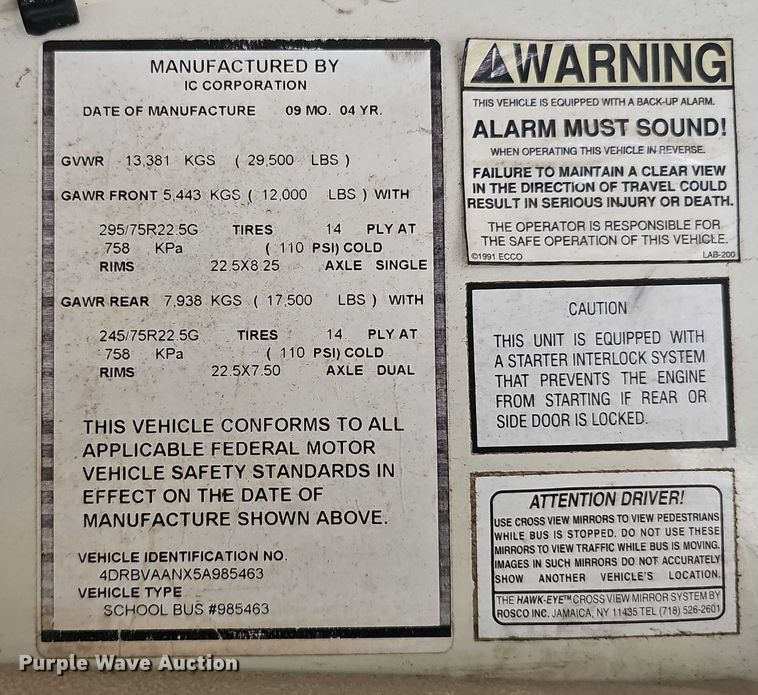 MANUFACTURED BY
IC CORPORATION
DATE OF MANUFACTURE 09 MO. 04 YR.
GVWR 13,381 KGS ( 29,500 LBS )
GAWR FRONT 5,443 KGS ( 12,000 LBS ) WITH
295/75R22.5G TIRES 14 PLY AT
758 KPa ( 110 PSI) COLD
RIMS 22.5X8.25 AXLE SINGLE
GAWR REAR 7,938 KGS ( 17,500 LBS ) WITH
245/75R22.5G TIRES 14 PLY AT
758 KPa ( 110 PSI) COLD
RIMS 22.5X7.50 AXLE DUAL
THIS VEHICLE CONFORMS TO ALL
APPLICABLE FEDERAL MOTOR
VEHICLE SAFETY STANDARDS IN
EFFECT ON THE DATE OF
MANUFACTURE SHOWN ABOVE.
VEHICLE IDENTIFICATION NO.
4DRBVAANX5A985463
VEHICLE TYPE
SCHOOL BUS #985463
WARNING
THIS VEHICLE IS EQUIPPED WITH A BACK-UP ALARM.
ALARM MUST SOUND!
WHEN OPERATING THIS VEHICLE IN REVERSE.
FAILURE TO MAINTAIN A CLEAR VIEW
IN THE DIRECTION OF TRAVEL COULD
RESULT IN SERIOUS INJURY OR DEATH.
THE OPERATOR IS RESPONSIBLE FOR
THE SAFE OPERATION OF THIS VEHICLE.
©1991 ECCO LAB-200
CAUTION
THIS UNIT IS EQUIPPED WITH
A STARTER INTERLOCK SYSTEM
THAT PREVENTS THE ENGINE
FROM STARTING IF REAR OR
SIDE DOOR IS LOCKED.
ATTENTION DRIVER!
USE CROSS VIEW MIRRORS TO VIEW PEDESTRIANS
WHILE BUS IS STOPPED. DO NOT USE THESE
MIRRORS TO VIEW TRAFFIC WHILE BUS IS MOVING.
IMAGES IN SUCH MIRRORS DO NOT ACCURATELY
SHOW ANOTHER VEHICLE'S LOCATION.
THE HAWK-EYE™ CROSS VIEW MIRROR SYSTEM BY
ROSCO INC. JAMAICA, NY 11435 TEL (718) 526-2601
Purple Wave Auction